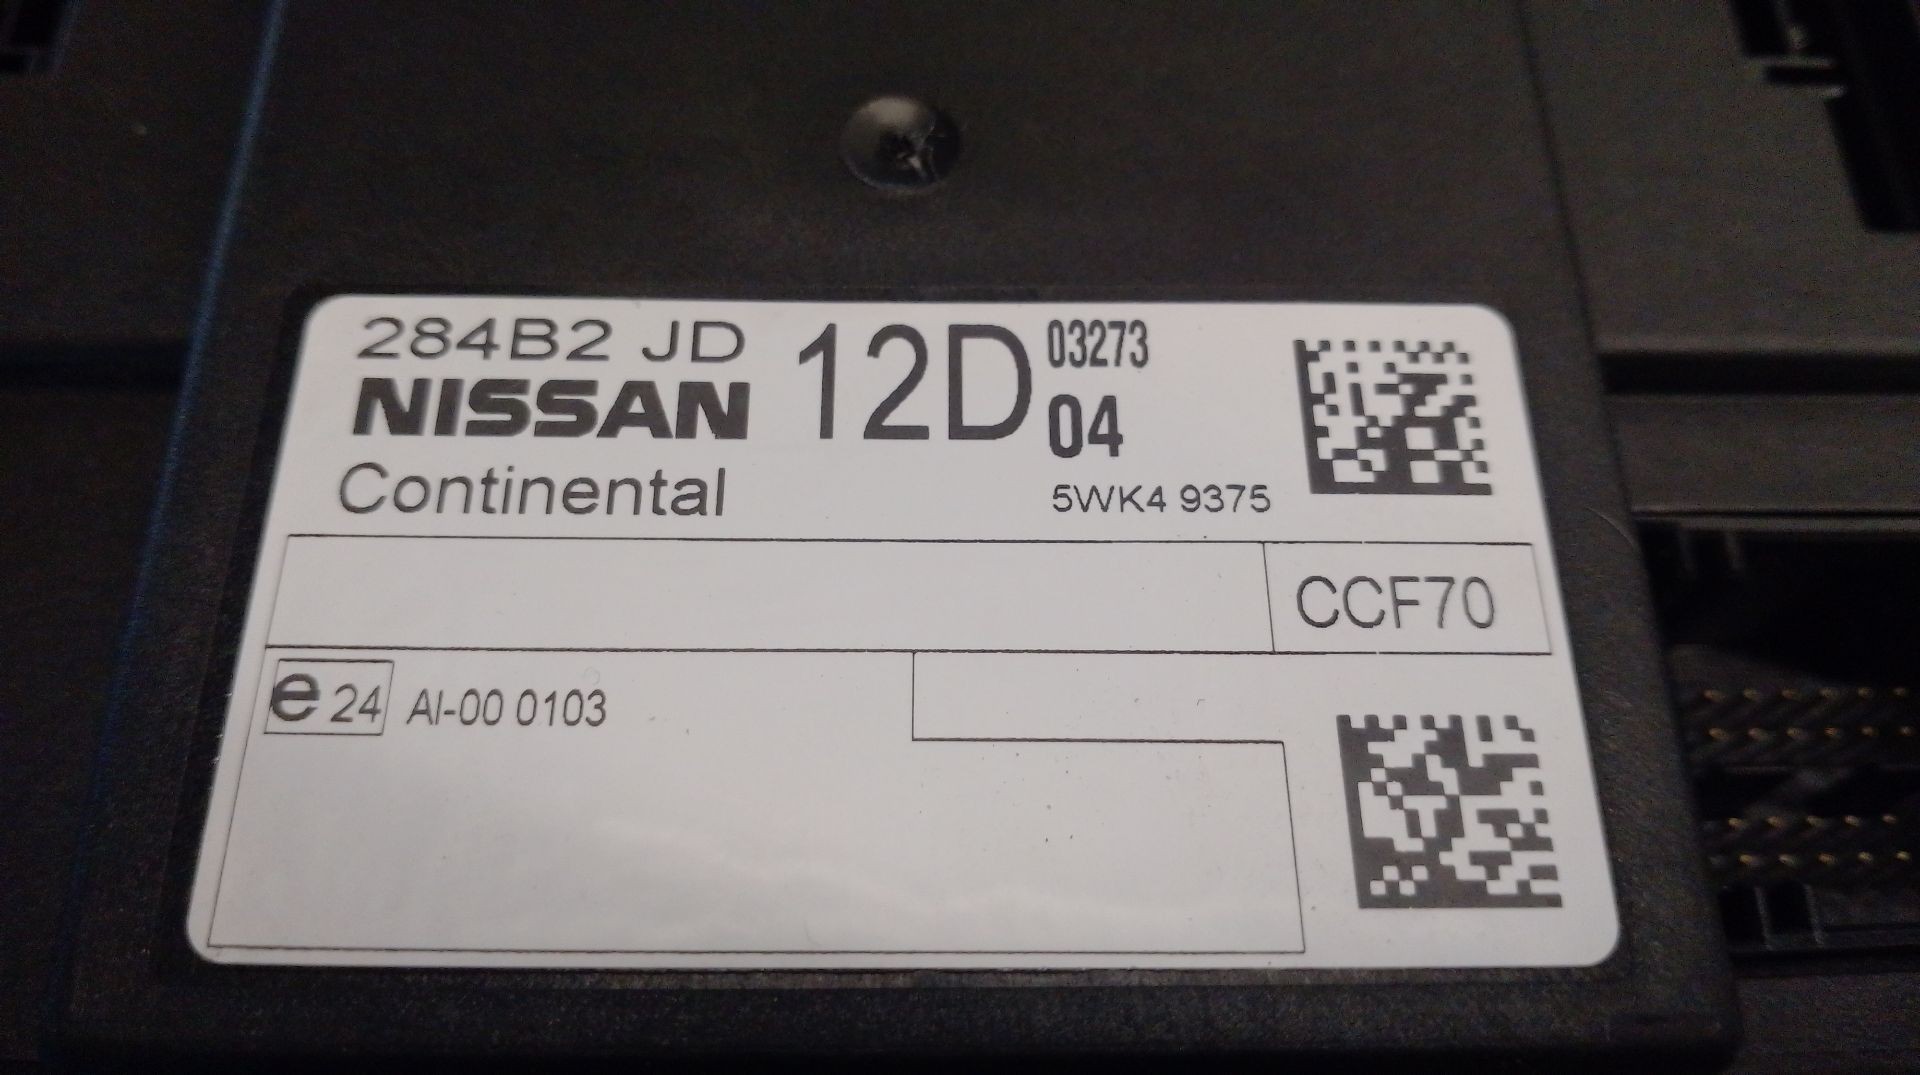 284B2 JD
NISSAN
12D
03273
04
Continental
5WK4 9375
CCF70
e 24 AI-00 0103